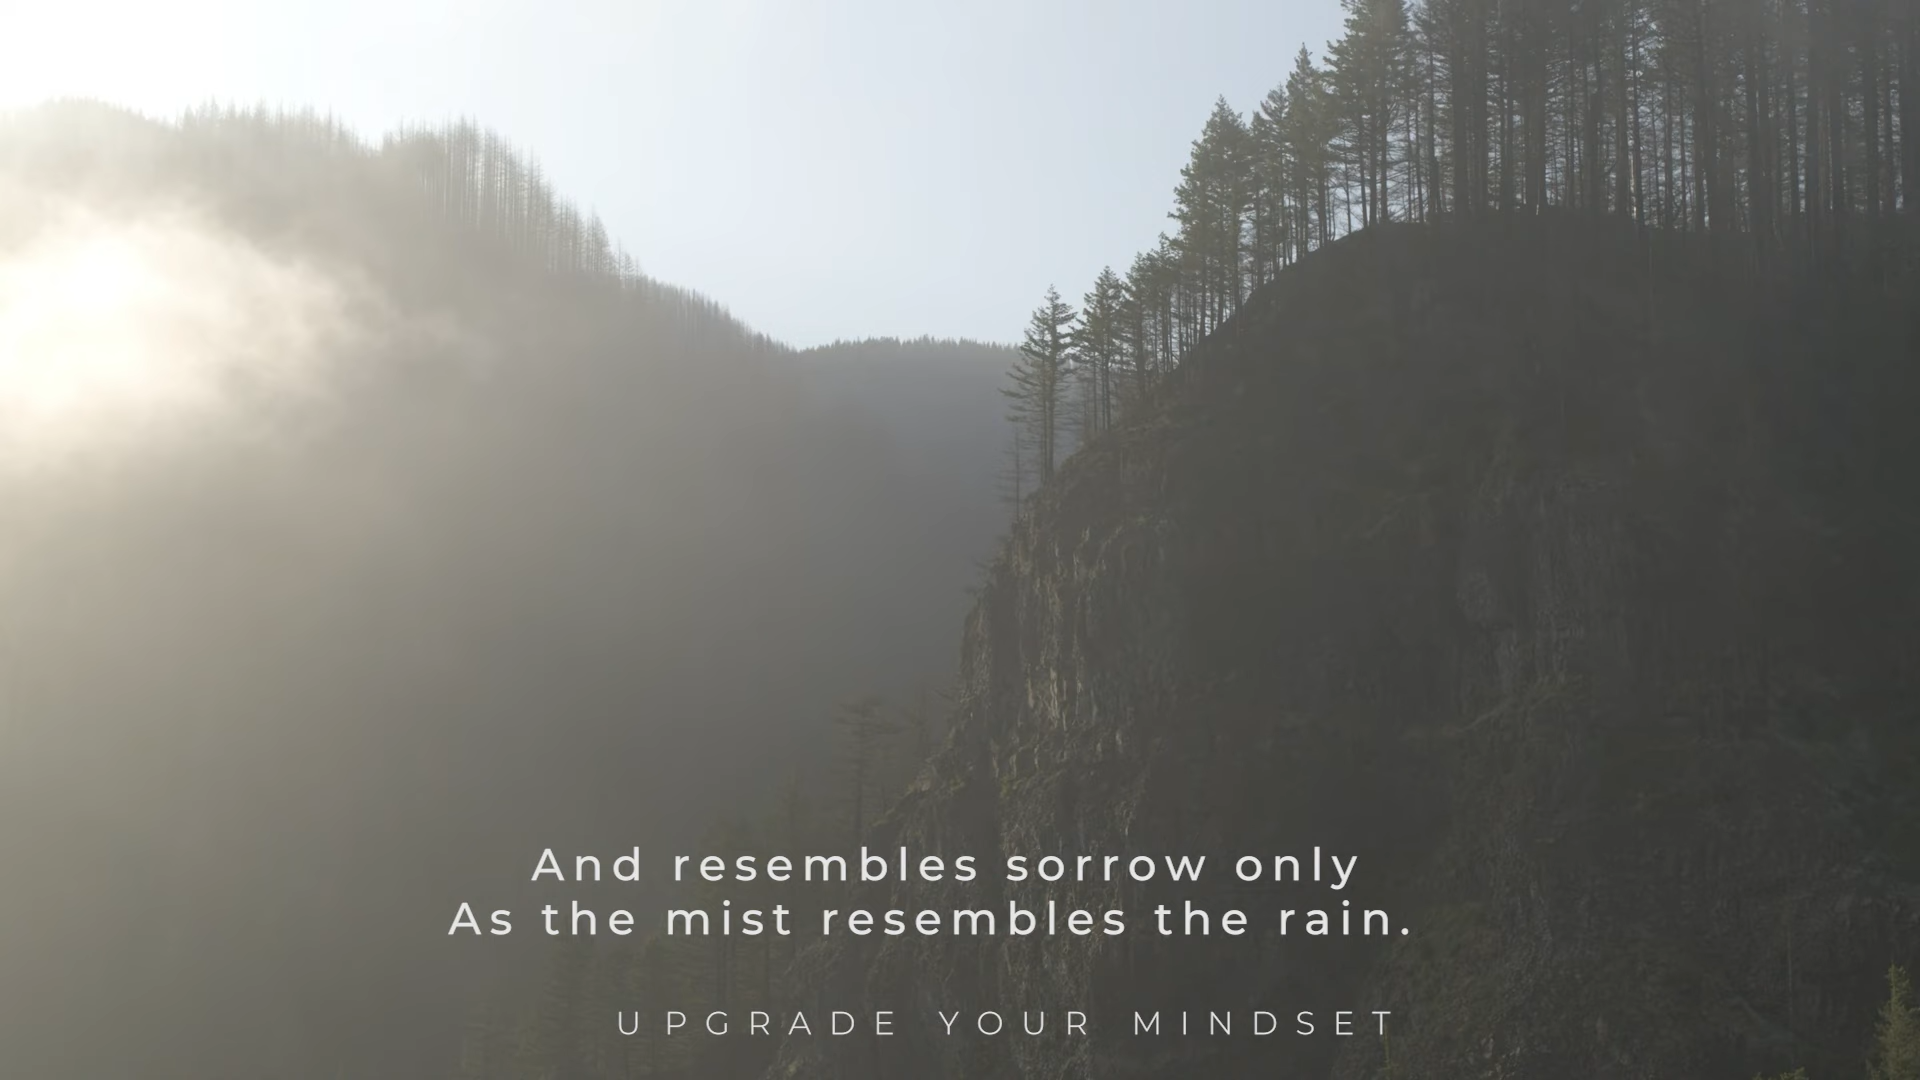 And resembles sorrow only
As the mist resembles the rain.
UPGRADE YOUR MINDSET